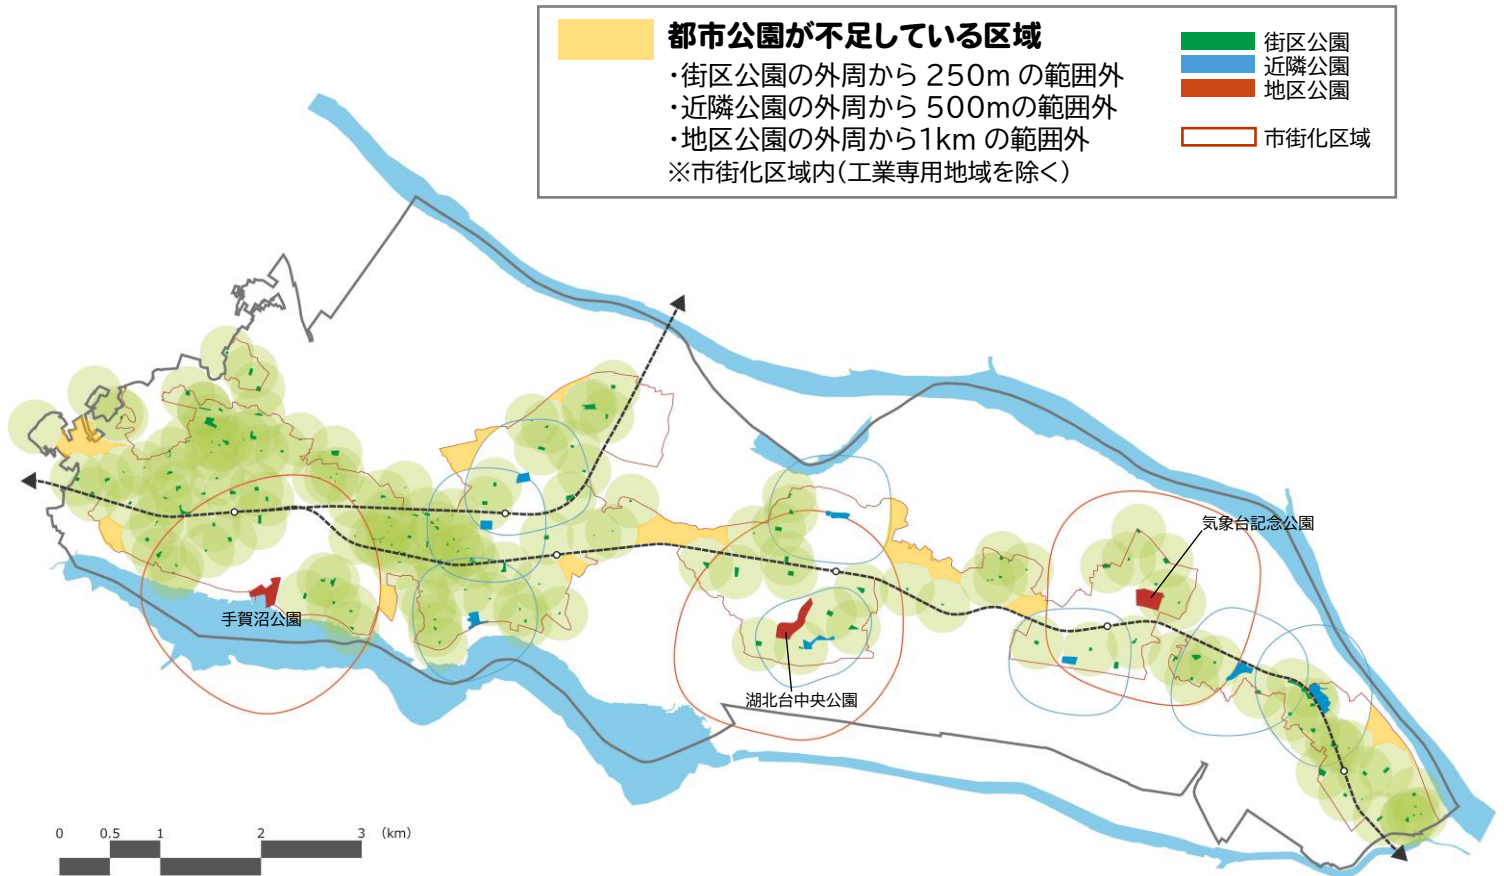 都市公園が不足している区域
・街区公園の外周から 250m の範囲外
・近隣公園の外周から 500mの範囲外
・地区公園の外周から1km の範囲外
※市街化区域内(工業専用地域を除く)
街区公園
近隣公園
地区公園
市街化区域
気象台記念公園
手賀沼公園
湖北台中央公園
0 0.5 1 2 3 (km)